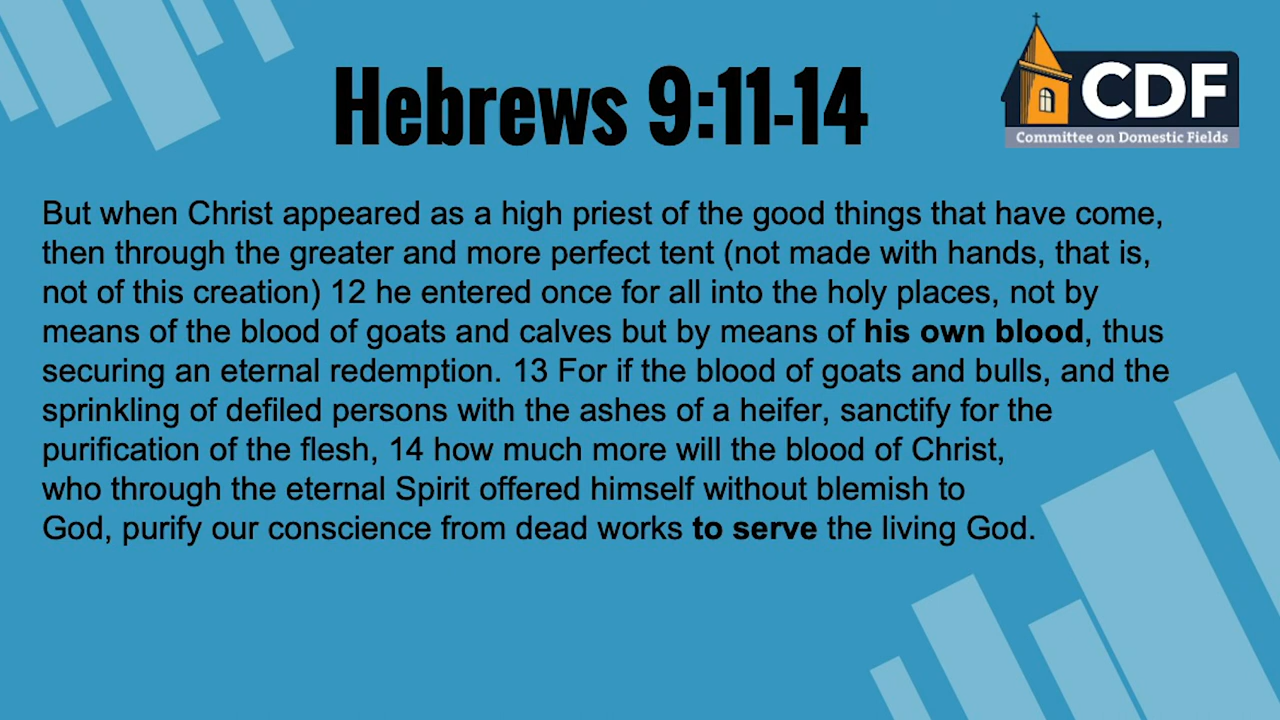 Hebrews 9:11-14
CDF
Committee on Domestic Fields
But when Christ appeared as a high priest of the good things that have come,
then through the greater and more perfect tent (not made with hands, that is,
not of this creation) 12 he entered once for all into the holy places, not by
means of the blood of goats and calves but by means of his own blood, thus
securing an eternal redemption. 13 For if the blood of goats and bulls, and the
sprinkling of defiled persons with the ashes of a heifer, sanctify for the
purification of the flesh, 14 how much more will the blood of Christ,
who through the eternal Spirit offered himself without blemish to
God, purify our conscience from dead works to serve the living God.